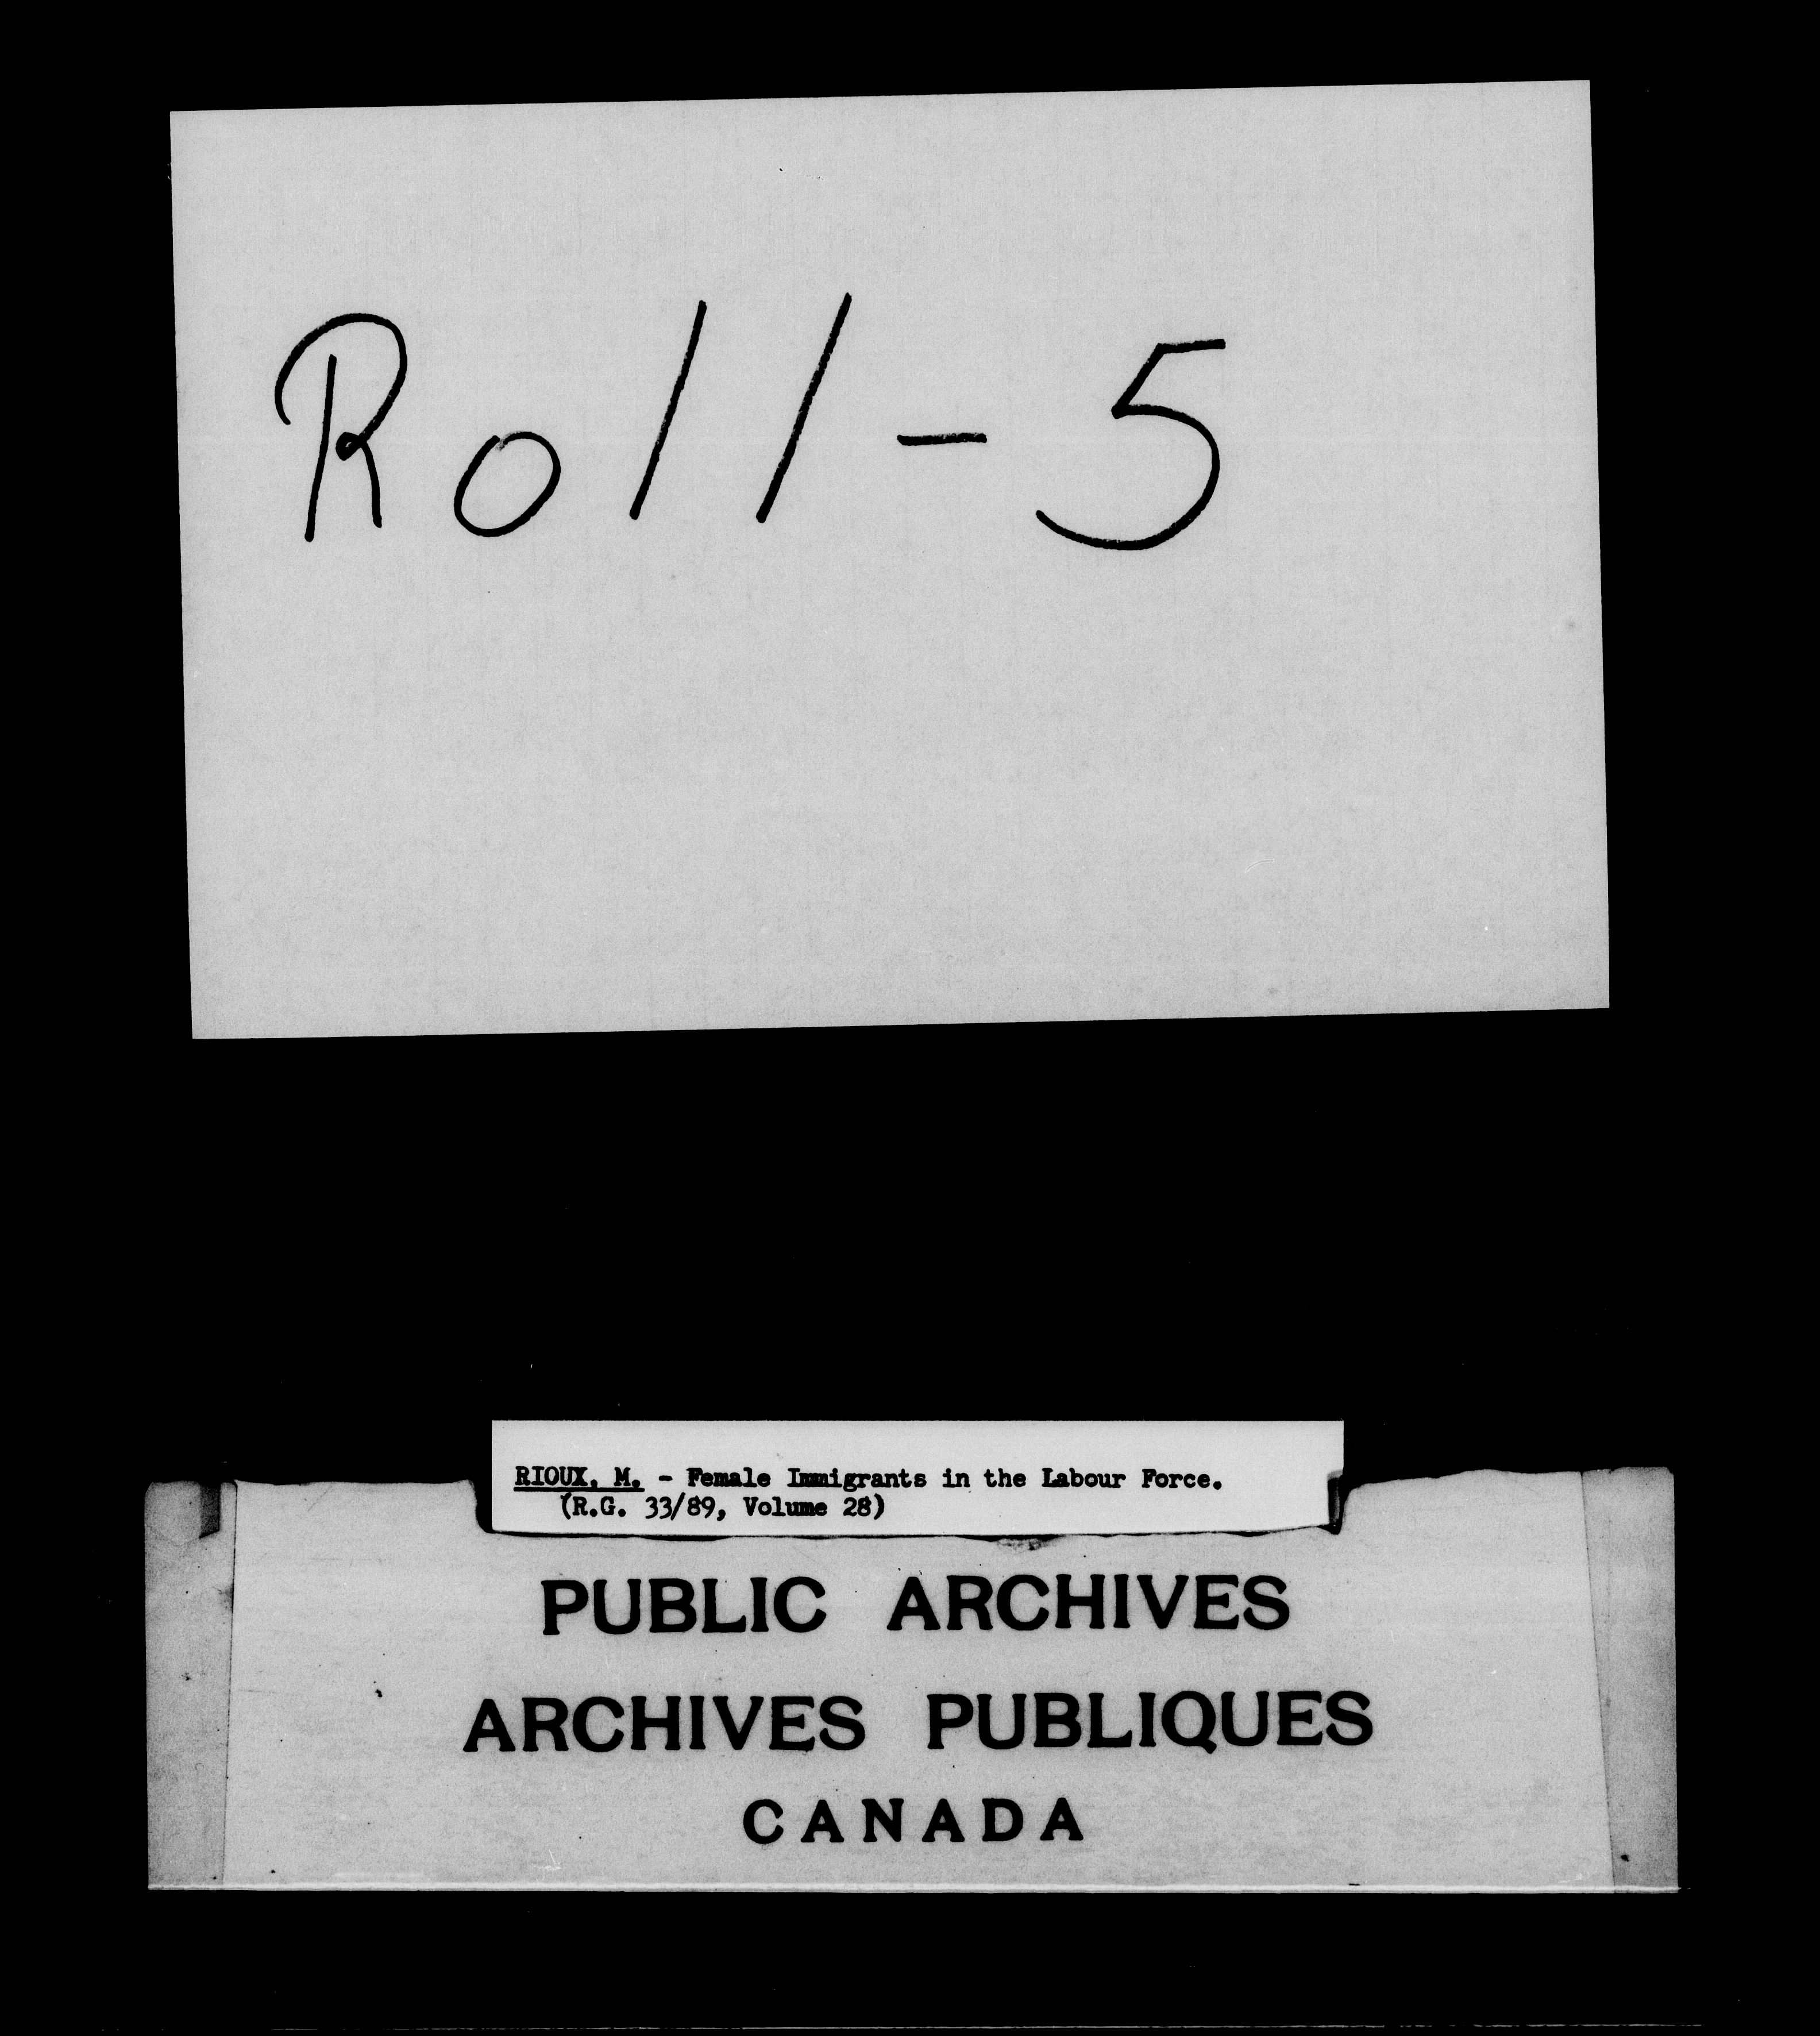 Roll - 5
RIOUX, M. - Female Immigrants in the Labour Force.
(R.G. 33/89, Volume 28)
PUBLIC ARCHIVES
ARCHIVES PUBLIQUES
CANADA